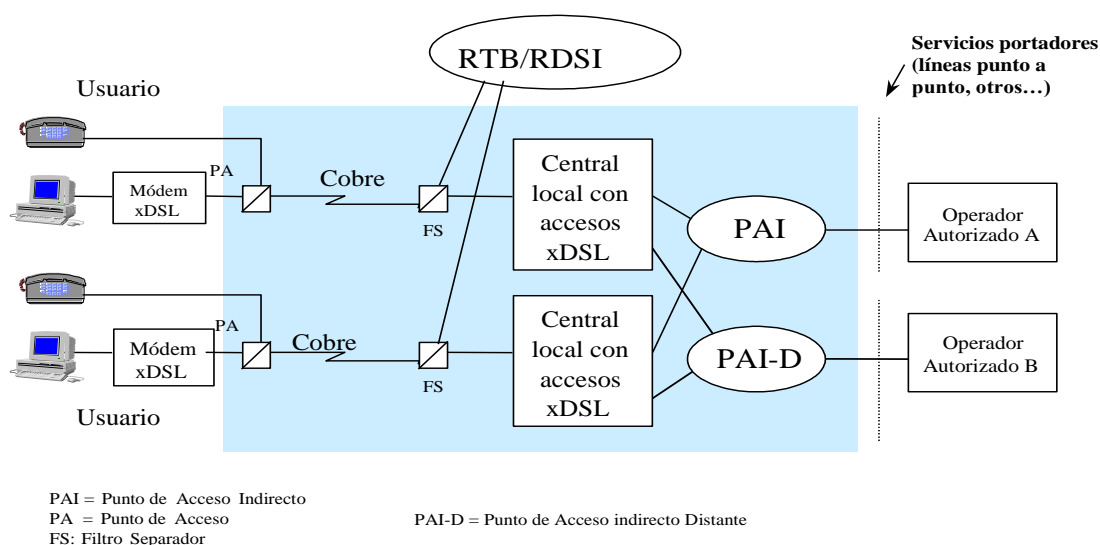 RTB/RDSI
Servicios portadores
(líneas punto a
punto, otros…)
Usuario
PA
Módem
xDSL
Cobre
FS
Central
local con
accesos
xDSL
PAI
Operador
Autorizado A
PA
Módem
xDSL
Cobre
FS
Central
local con
accesos
xDSL
PAI-D
Operador
Autorizado B
Usuario
PAI = Punto de Acceso Indirecto
PA = Punto de Acceso
PAI-D = Punto de Acceso indirecto Distante
FS: Filtro Separador